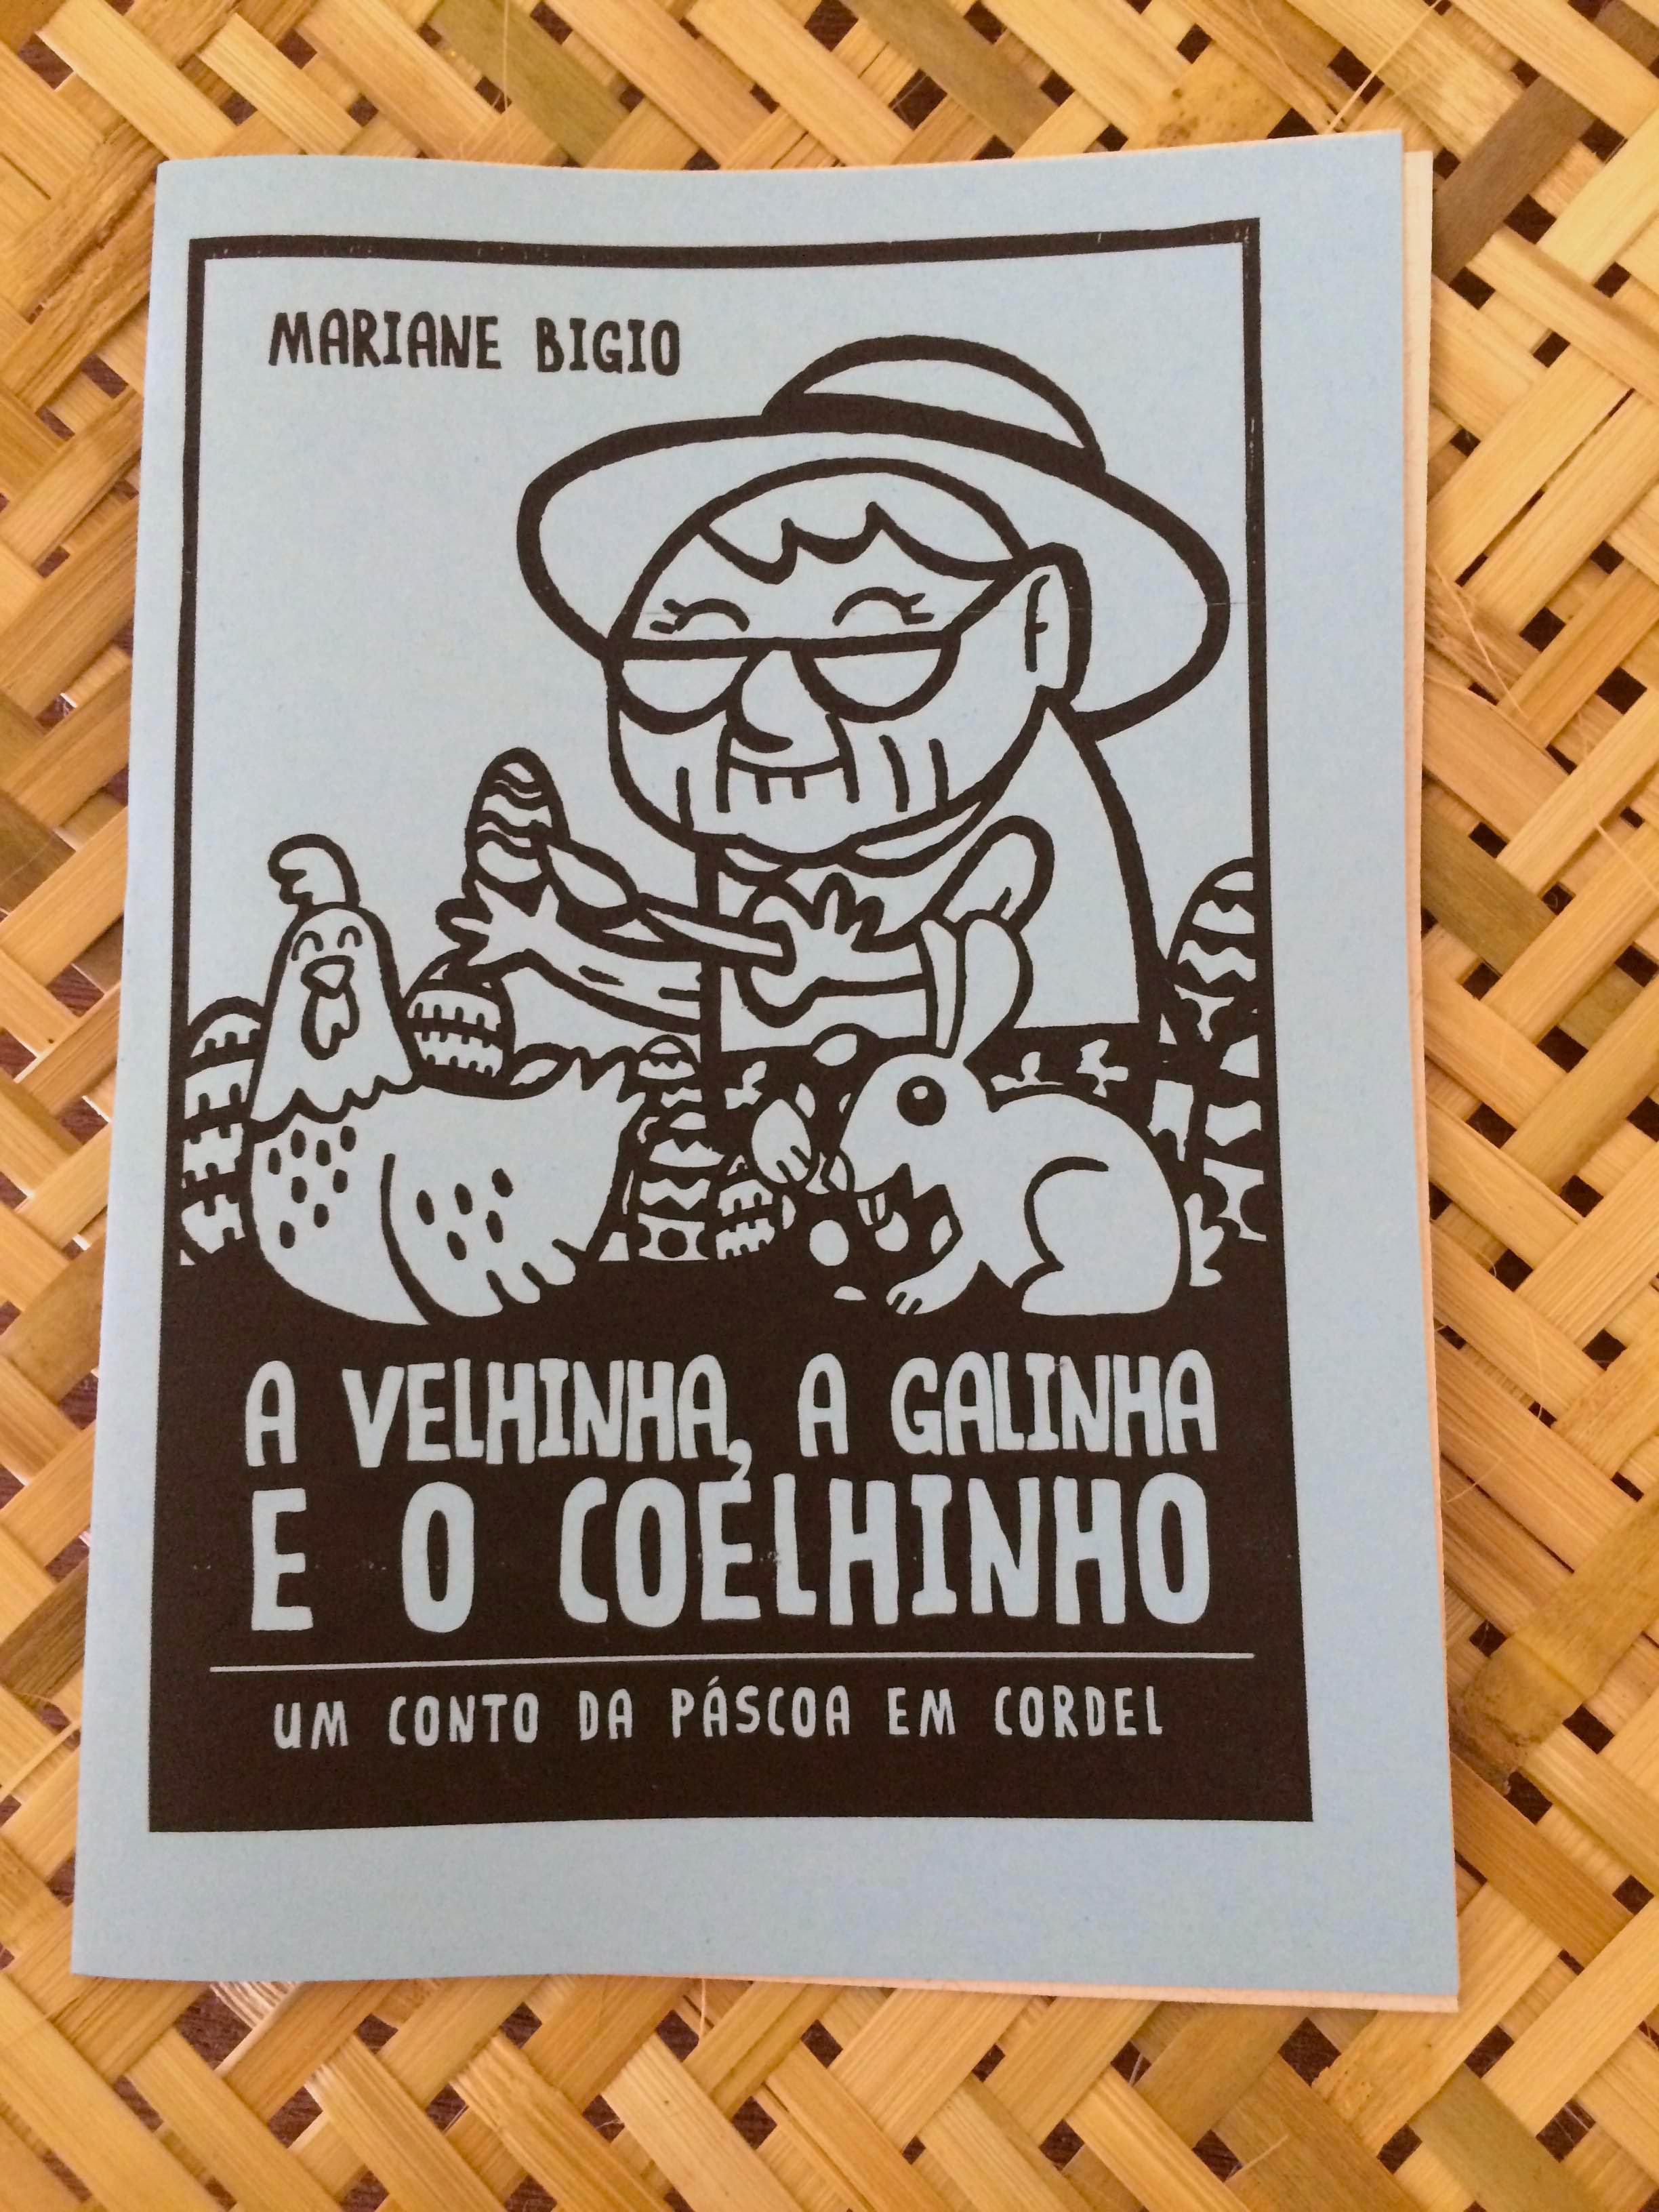 MARIANE BIGIO
A VELHINHA, A GALINHA
E O COELHINHO
UM CONTO DA PÁSCOA EM CORDEL